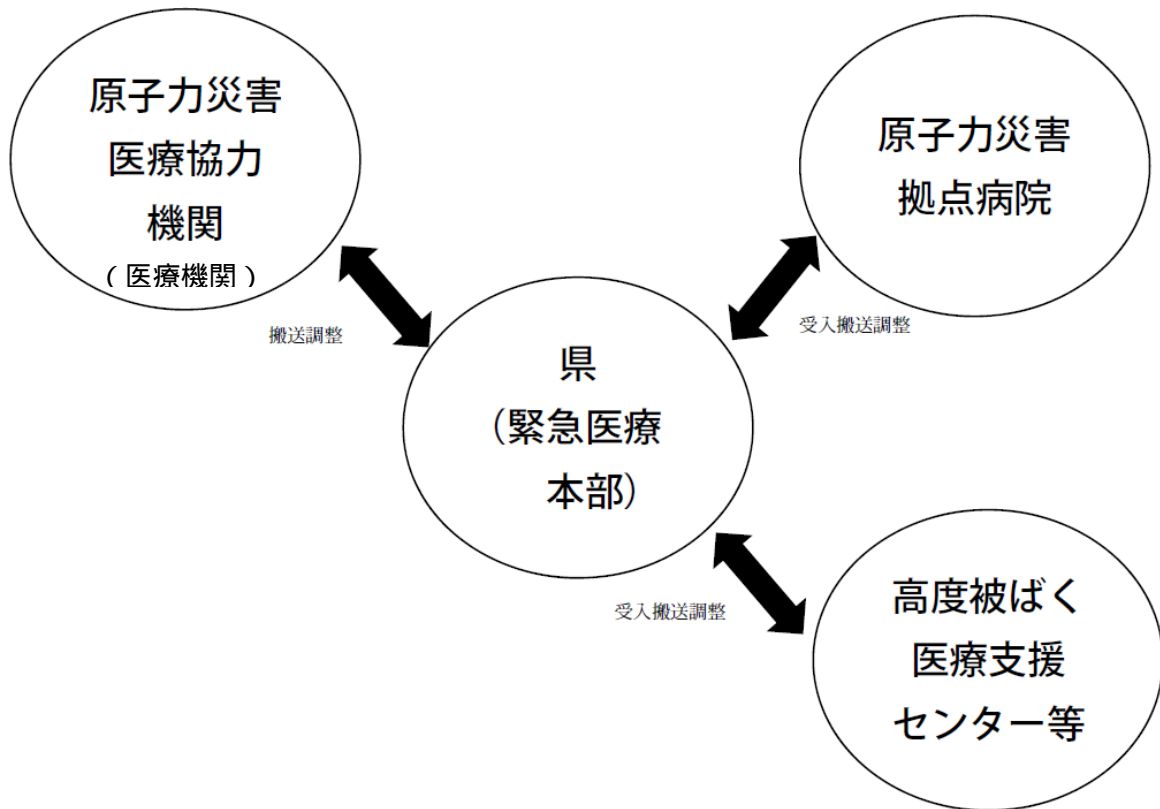 原子力災害
医療協力
機関
（医療機関）
原子力災害
拠点病院
搬送調整
受入搬送調整
県
（緊急医療
本部）
受入搬送調整
高度被ばく
医療支援
センター等